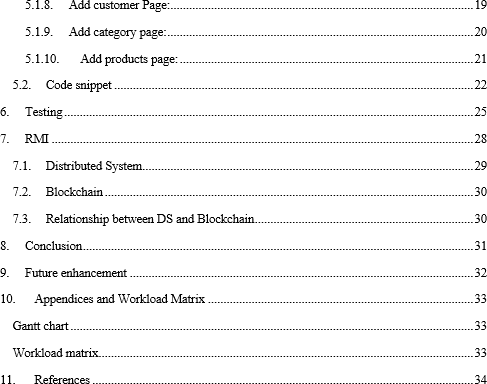 5.1.8. Add customer Page:..........19
5.1.9. Add category page:..........20
5.1.10. Add products page:..........21
5.2. Code snippet..........22
6. Testing..........25
7. RMI..........28
7.1. Distributed System..........29
7.2. Blockchain..........30
7.3. Relationship between DS and Blockchain..........30
8. Conclusion..........31
9. Future enhancement..........32
10. Appendices and Workload Matrix..........33
Gantt chart..........33
Workload matrix..........33
11. References..........34